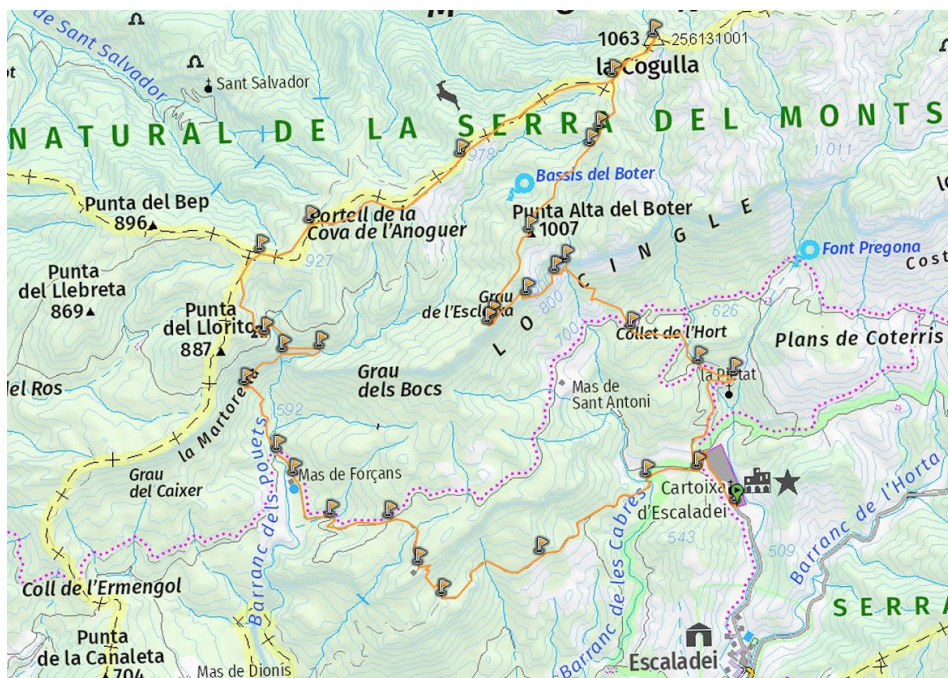 de Sant Salvador
Sant Salvador
1063
256131001
la Cogulla
NATURAL DE LA SERRA DEL MONTS
978
1 011
Bassis del Boter
Punta del Bep
896
Portell de la
Cova de l'Anoguer
Punta Alta del Boter
1007
927
LO CINGLE
Font Pregona
Cost
Punta
del Llebreta
869
Grau
800
626
Punta
del Llorito
887
700
Collet de l'Hort
Plans de Coterris
la Pietat
el Ros
Grau
dels Bocs
Mas de
Sant Antoni
la Martorella
592
Grau
del Caixer
Mas de Forçans
Cartoixa
d'Escaladei
543
509
Barranc dels Pouets
Barranc de les Cabres
Barranc de l'Horta
Coll de l'Ermengol
SERRA
Punta
de la Canaleta
704
Mas de Dionis
Escaladei